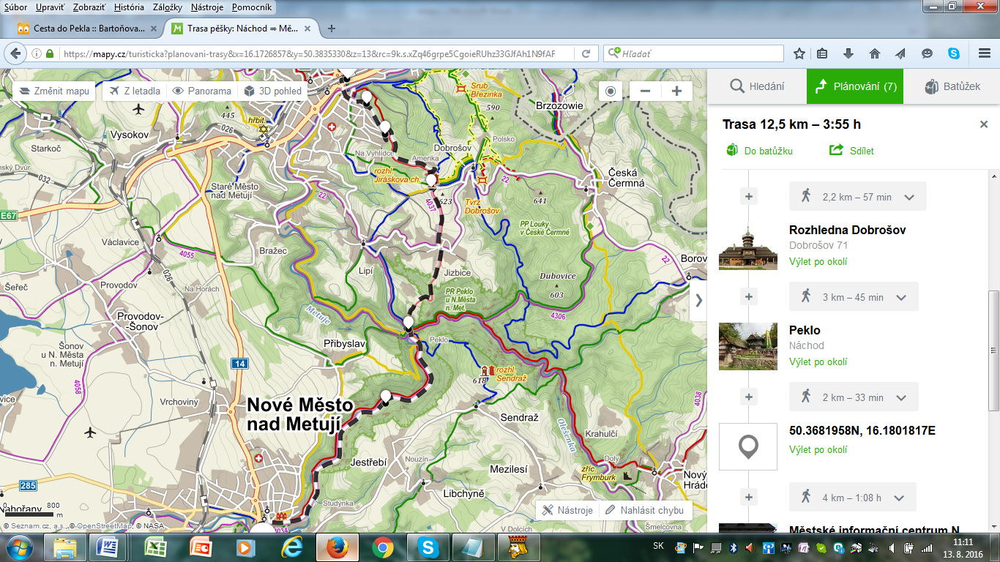 Súbor Upraviť Zobraziť História Záložky Nástroje Pomocník
Cesta do Pekla :: Bartoňova... Trasa pěšky: Náchod ⇒ Mě...
https://mapy.cz/turisticka?planovani-trasy&x=16.1726857&y=50.3835330&z=13&rc=9k.s.xZq46grpe5CgoieRUhz33GJfAh1N9fAF
Hľadať
Změnit mapu Z letadla Panorama 3D pohled
Hledání Plánování (7) Batůžek
Trasa 12,5 km – 3:55 h
Do batůžku Sdílet
2,2 km – 57 min
Rozhledna Dobrošov
Dobrošov 71
Výlet po okolí
3 km – 45 min
Peklo
Náchod
Výlet po okolí
2 km – 33 min
50.3681958N, 16.1801817E
Výlet po okolí
4 km – 1:08 h
Městské informační centrum N
Srub
Březinka
590
Brzozowie
445
hřbit.
026
Vysokov
Starkoč
032
Na Vyhlídce
Amerika
Dobrošov
Polsko
rozhl.
Jiráskova ch.
22
Česká
Čermná
Staré Město
nad Metují
623
641
Tvrz
Dobrošov
4037
E67
22
PP Louky
v České Čermné
Václavice
4055
Bražec
026
22
Borov
Lipí
Jizbice
Dubovice
603
Šereč
Provodov
Na Horách
PR Peklo
u N.Města
n. Met.
4306
Metuje
Provodov-
-Šonov
Přibyslav
Peklo
Šonov
u N. Města
n. Metují
14
rozhl.
Sendraž
618
4058
Vrchoviny
Nové Město
nad Metují
4038
Sendraž
Olešenka
Krahulčí
Jestřebí
Nouzín
Mezilesí
Doly
zříc.
Frymburk
Nový
Hráde
285
Libchyně
Studýnka
Nahořany
0 800
m
4034
V Dolcích
Šmelcovna
Nástroje Nahlásit chybu
© Seznam.cz, a.s., © OpenStreetMap, © NASA
SK
11:11
13. 8. 2016